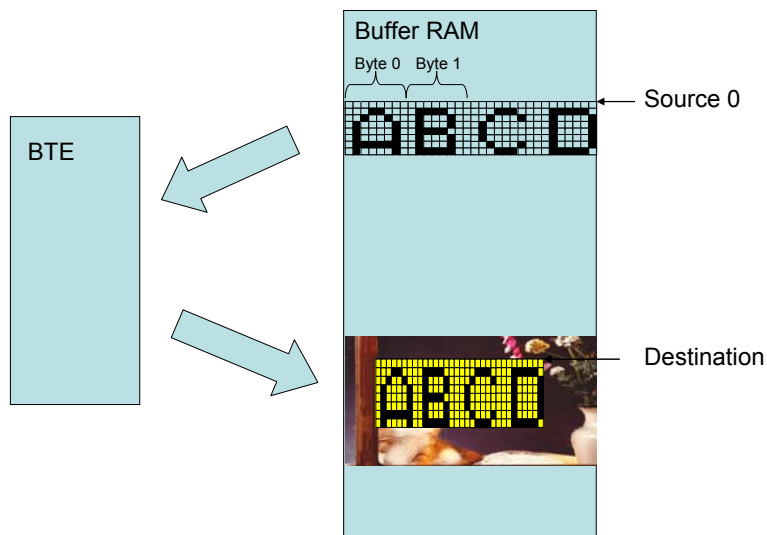 Buffer RAM
Byte 0 Byte 1
Source 0
ABCD
BTE
Destination
ABCD